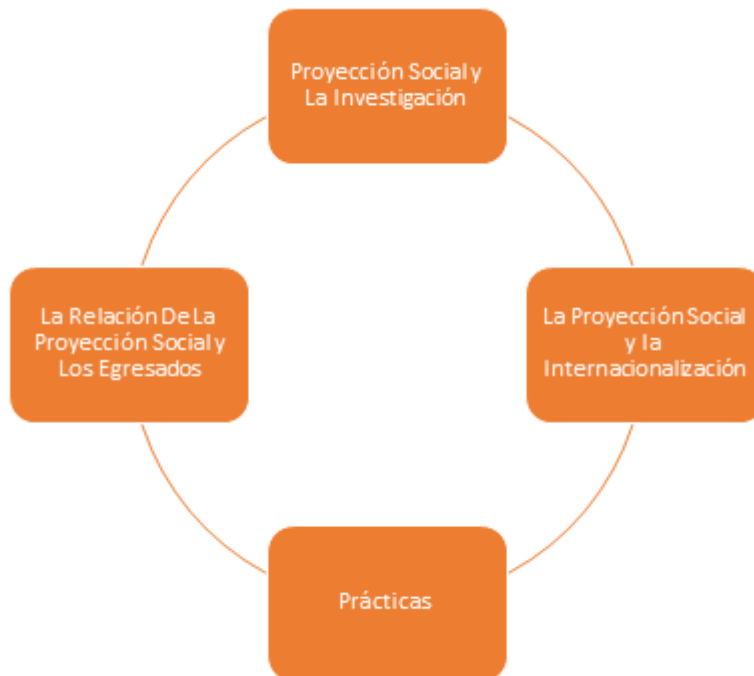 Proyección Social y
La Investigación
La Relación De La
Proyección Social y
Los Egresados
La Proyección Social
y la
Internacionalización
Prácticas